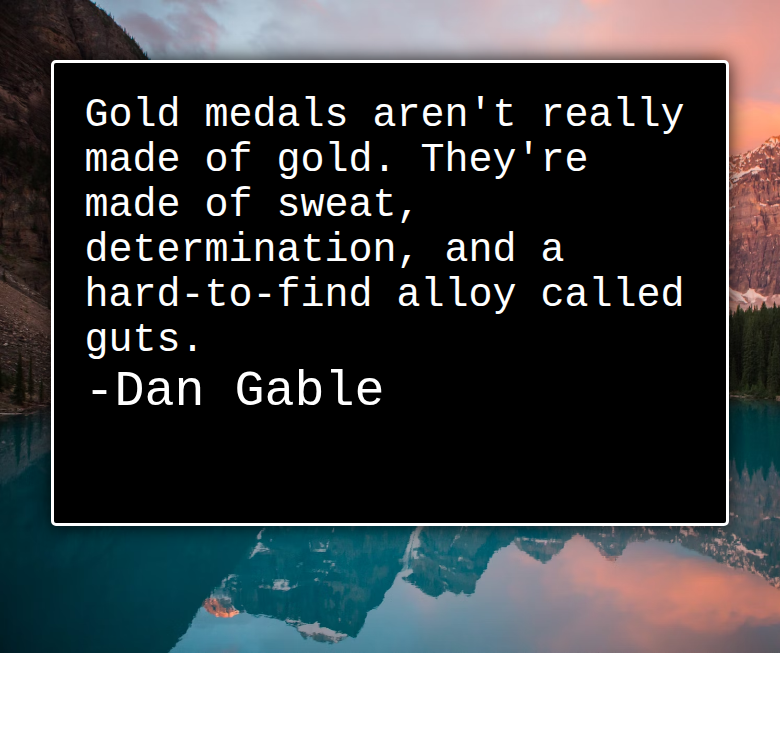 Gold medals aren't really
made of gold. They're
made of sweat,
determination, and a
hard-to-find alloy called
guts.
-Dan Gable